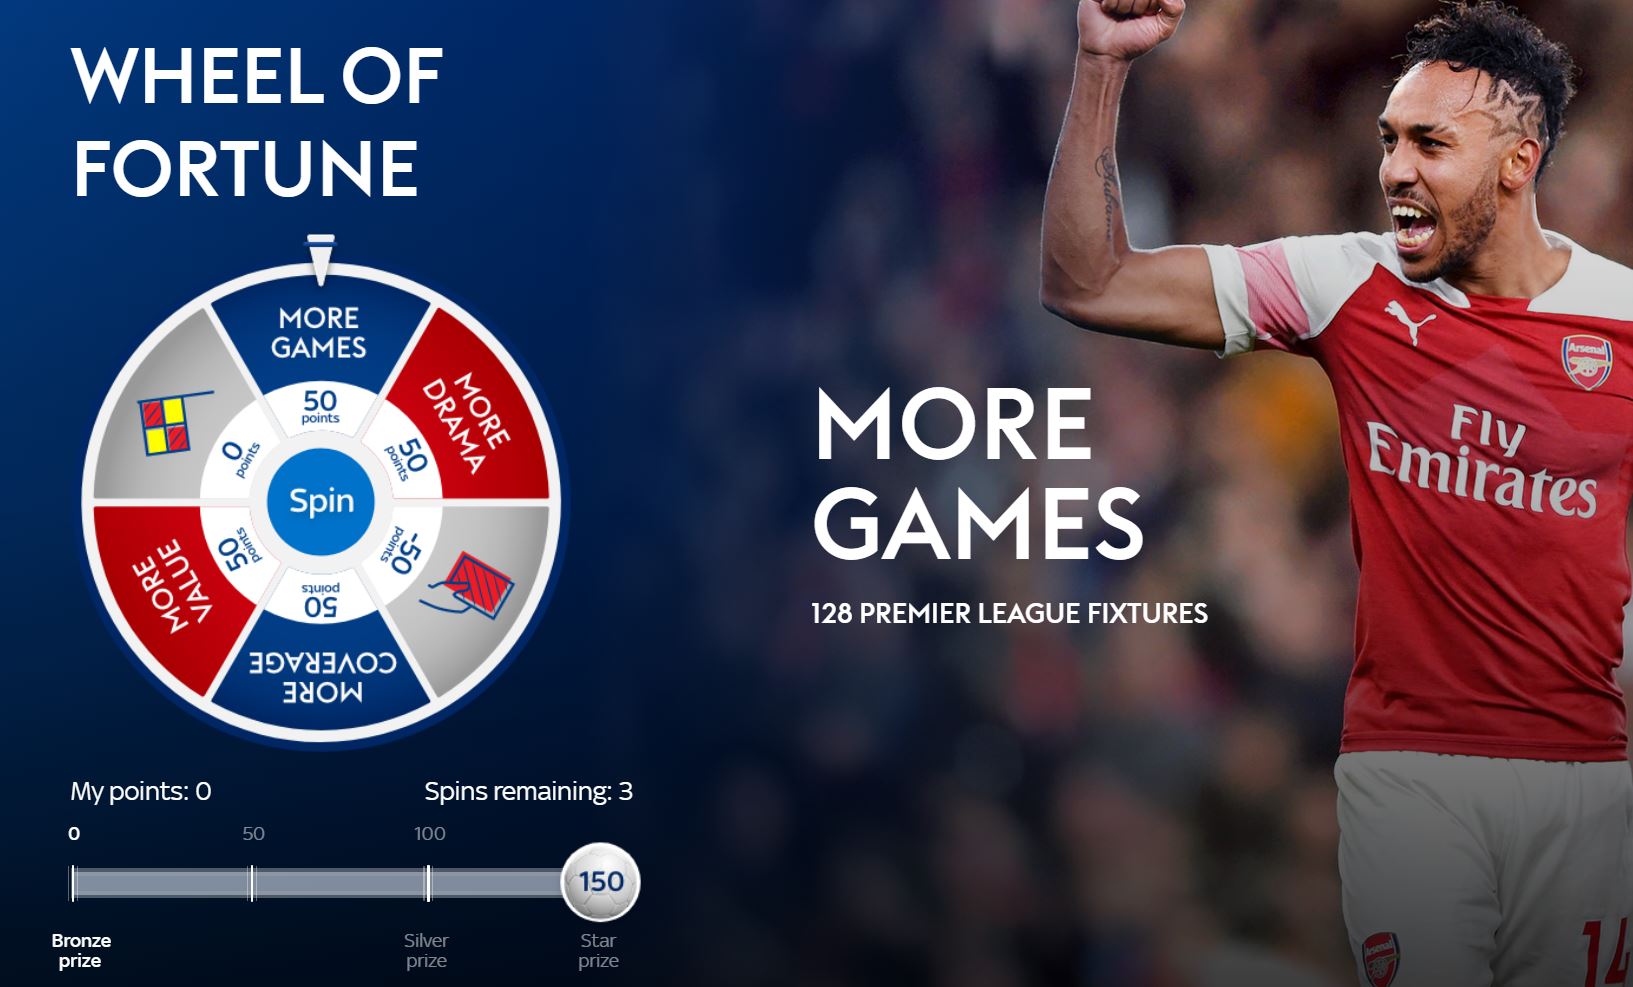 WHEEL OF
FORTUNE
MORE
GAMES
50
points
MORE
DRAMA
50
points
-50
points
MORE
COVERAGE
50
points
MORE
VALUE
50
points
0
points
Spin
My points: 0
Spins remaining: 3
0
50
100
150
Bronze
prize
Silver
prize
Star
prize
MORE
GAMES
128 PREMIER LEAGUE FIXTURES
Arsenal
Fly
Emirates
Arsenal
14